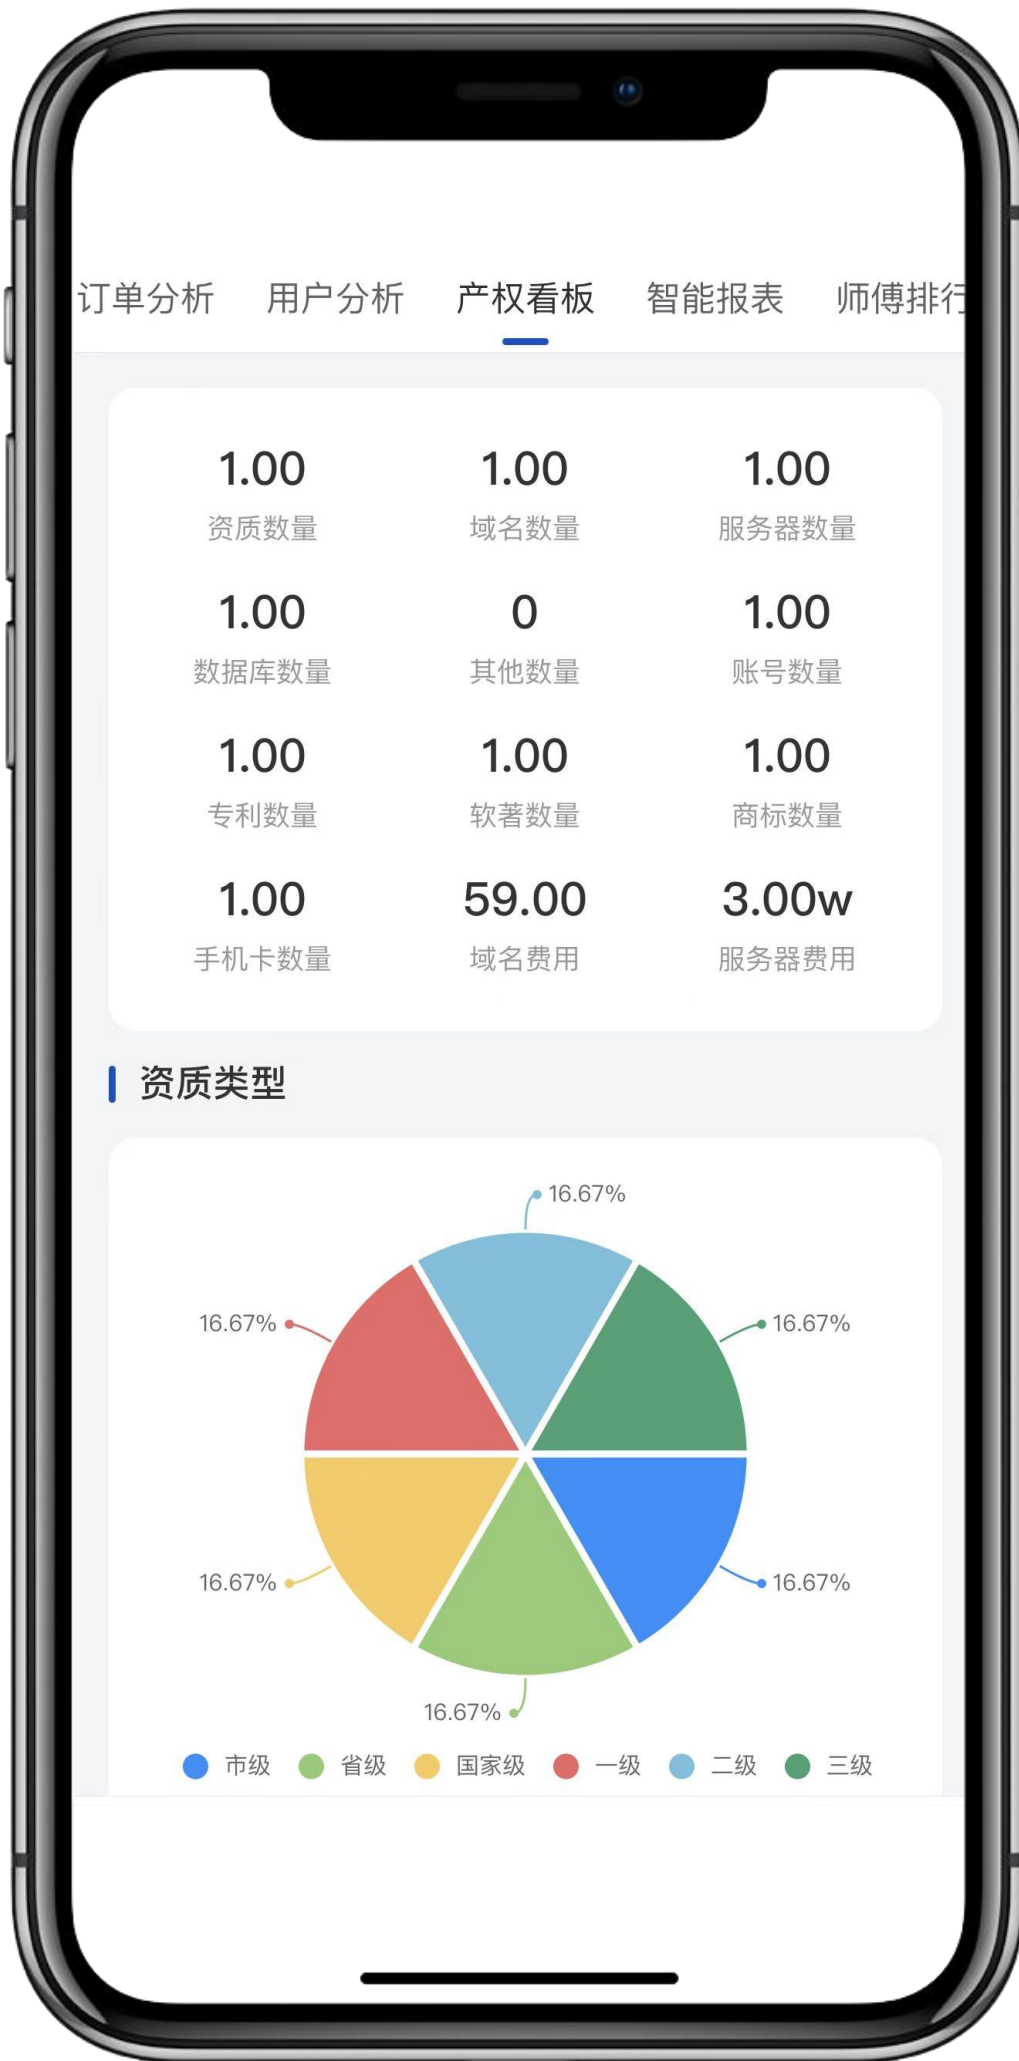 订单分析 用户分析 产权看板 智能报表 师傅排行
1.00 1.00 1.00
资质数量 域名数量 服务器数量
1.00 0 1.00
数据库数量 其他数量 账号数量
1.00 1.00 1.00
专利数量 软著数量 商标数量
1.00 59.00 3.00w
手机卡数量 域名费用 服务器费用
资质类型
16.67%
16.67% 16.67%
16.67% 16.67%
16.67%
市级 省级 国家级 一级 二级 三级